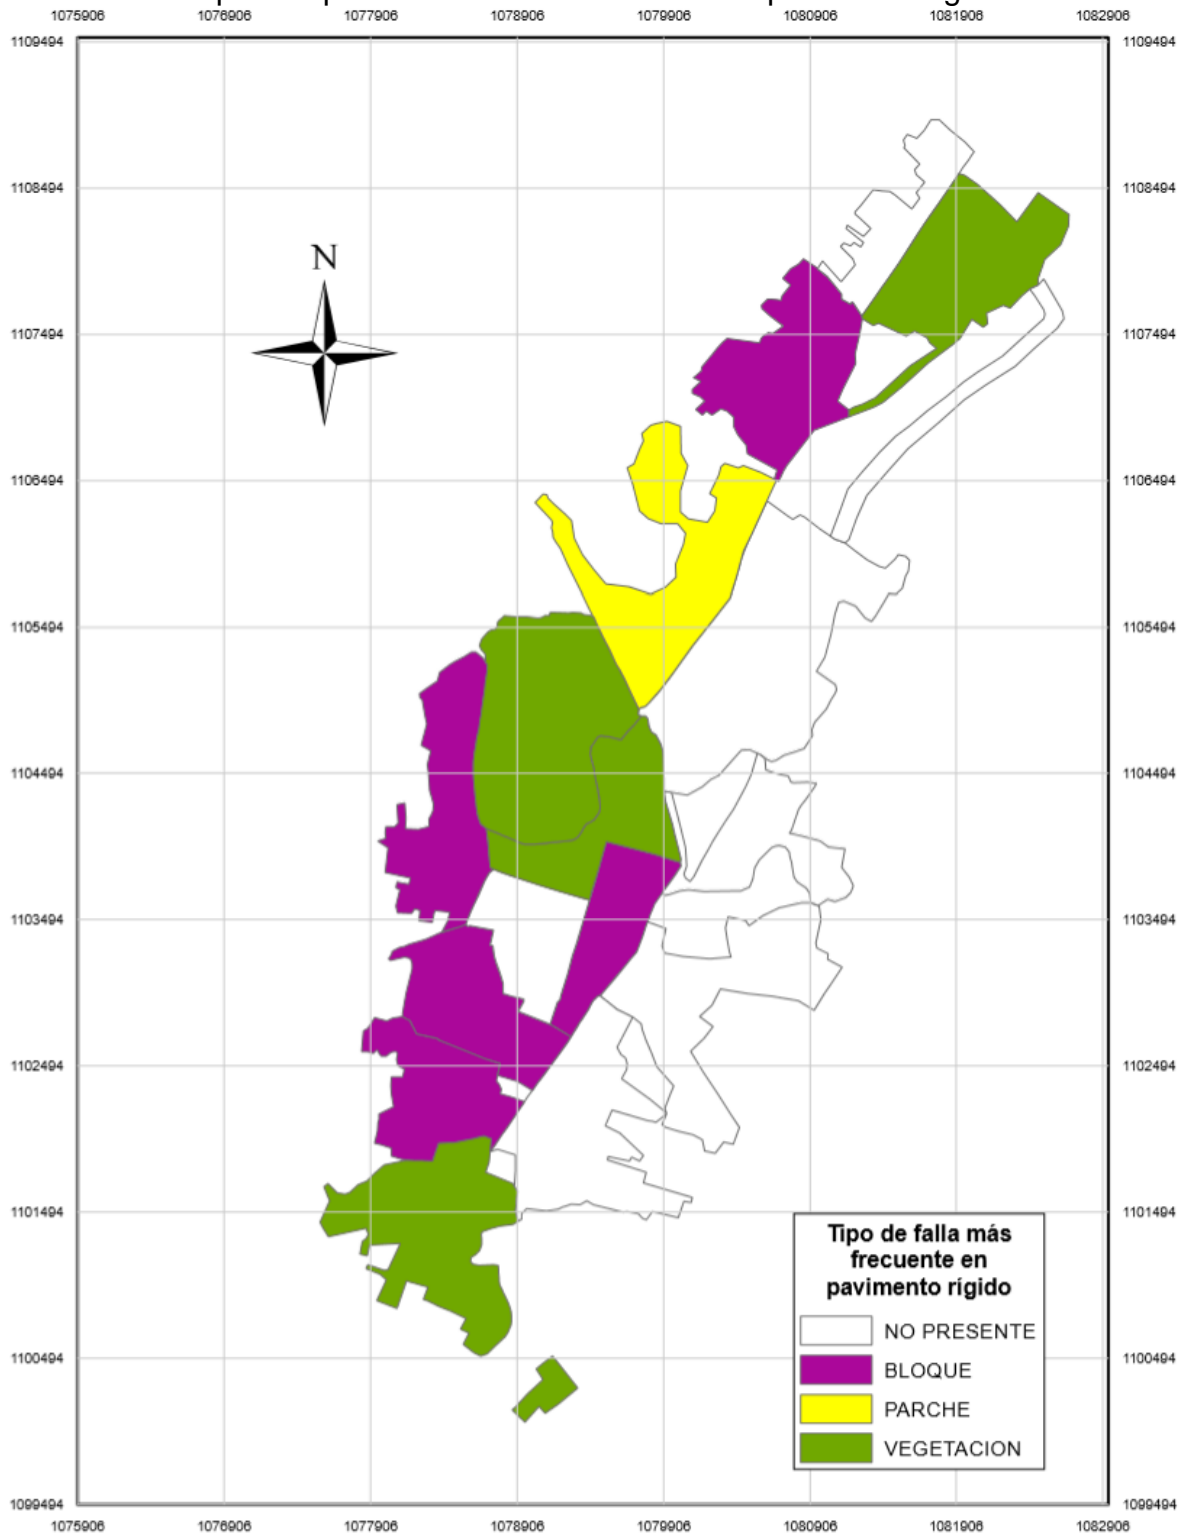 1075906 1076906 1077906 1078906 1079906 1080906 1081906 1082906
1109494 1109494
1108494 1108494
N
1107494 1107494
1106494 1106494
1105494 1105494
1104494 1104494
1103494 1103494
1102494 1102494
1101494 1101494
Tipo de falla más
frecuente en
pavimento rígido
NO PRESENTE
1100494 1100494
BLOQUE
PARCHE
VEGETACION
1099494 1099494
1075906 1076906 1077906 1078906 1079906 1080906 1081906 1082906